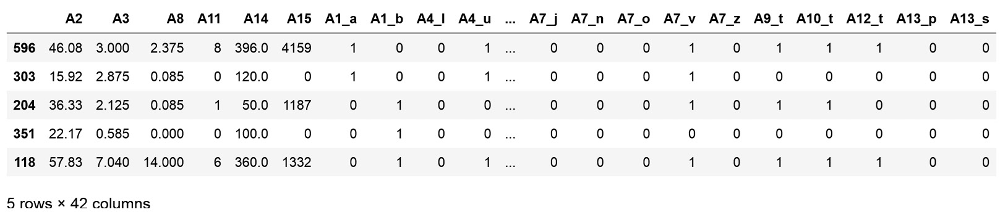 A2 A3 A8 A11 A14 A15 A1_a A1_b A4_l A4_u ... A7_j A7_n A7_o A7_v A7_z A9_t A10_t A12_t A13_p A13_s
596 46.08 3.000 2.375 8 396.0 4159 1 0 0 1 ... 0 0 0 1 0 1 1 1 0 0
303 15.92 2.875 0.085 0 120.0 0 1 0 0 1 ... 0 0 0 1 0 0 0 0 0 0
204 36.33 2.125 0.085 1 50.0 1187 0 1 0 0 ... 0 0 0 1 0 1 1 0 0 0
351 22.17 0.585 0.000 0 100.0 0 0 1 0 0 ... 0 0 0 0 0 0 0 0 0 0
118 57.83 7.040 14.000 6 360.0 1332 0 1 0 1 ... 0 0 0 1 0 1 1 1 0 0
5 rows × 42 columns